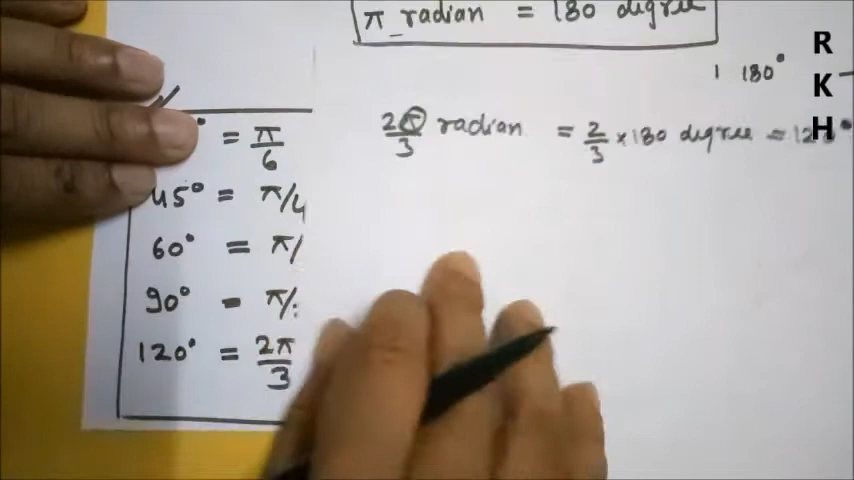 π radian = 180 degree
1 180°
2π/3 radian = 2/3 × 180 degree =
° = π/6
45° = π/4
60° = π/
90° = π/
120° = 2π/3
R
K
H